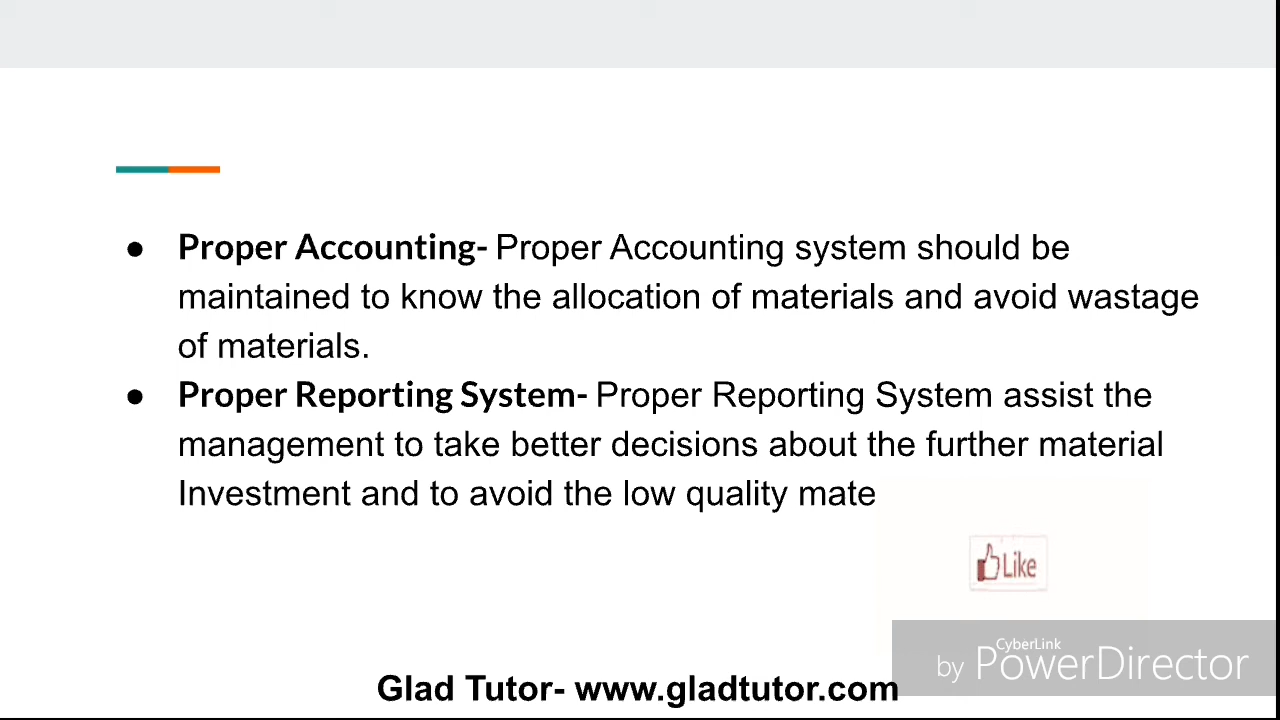 ● Proper Accounting- Proper Accounting system should be
maintained to know the allocation of materials and avoid wastage
of materials.
● Proper Reporting System- Proper Reporting System assist the
management to take better decisions about the further material
Investment and to avoid the low quality mate
Like
CyberLink
by PowerDirector
Glad Tutor- www.gladtutor.com